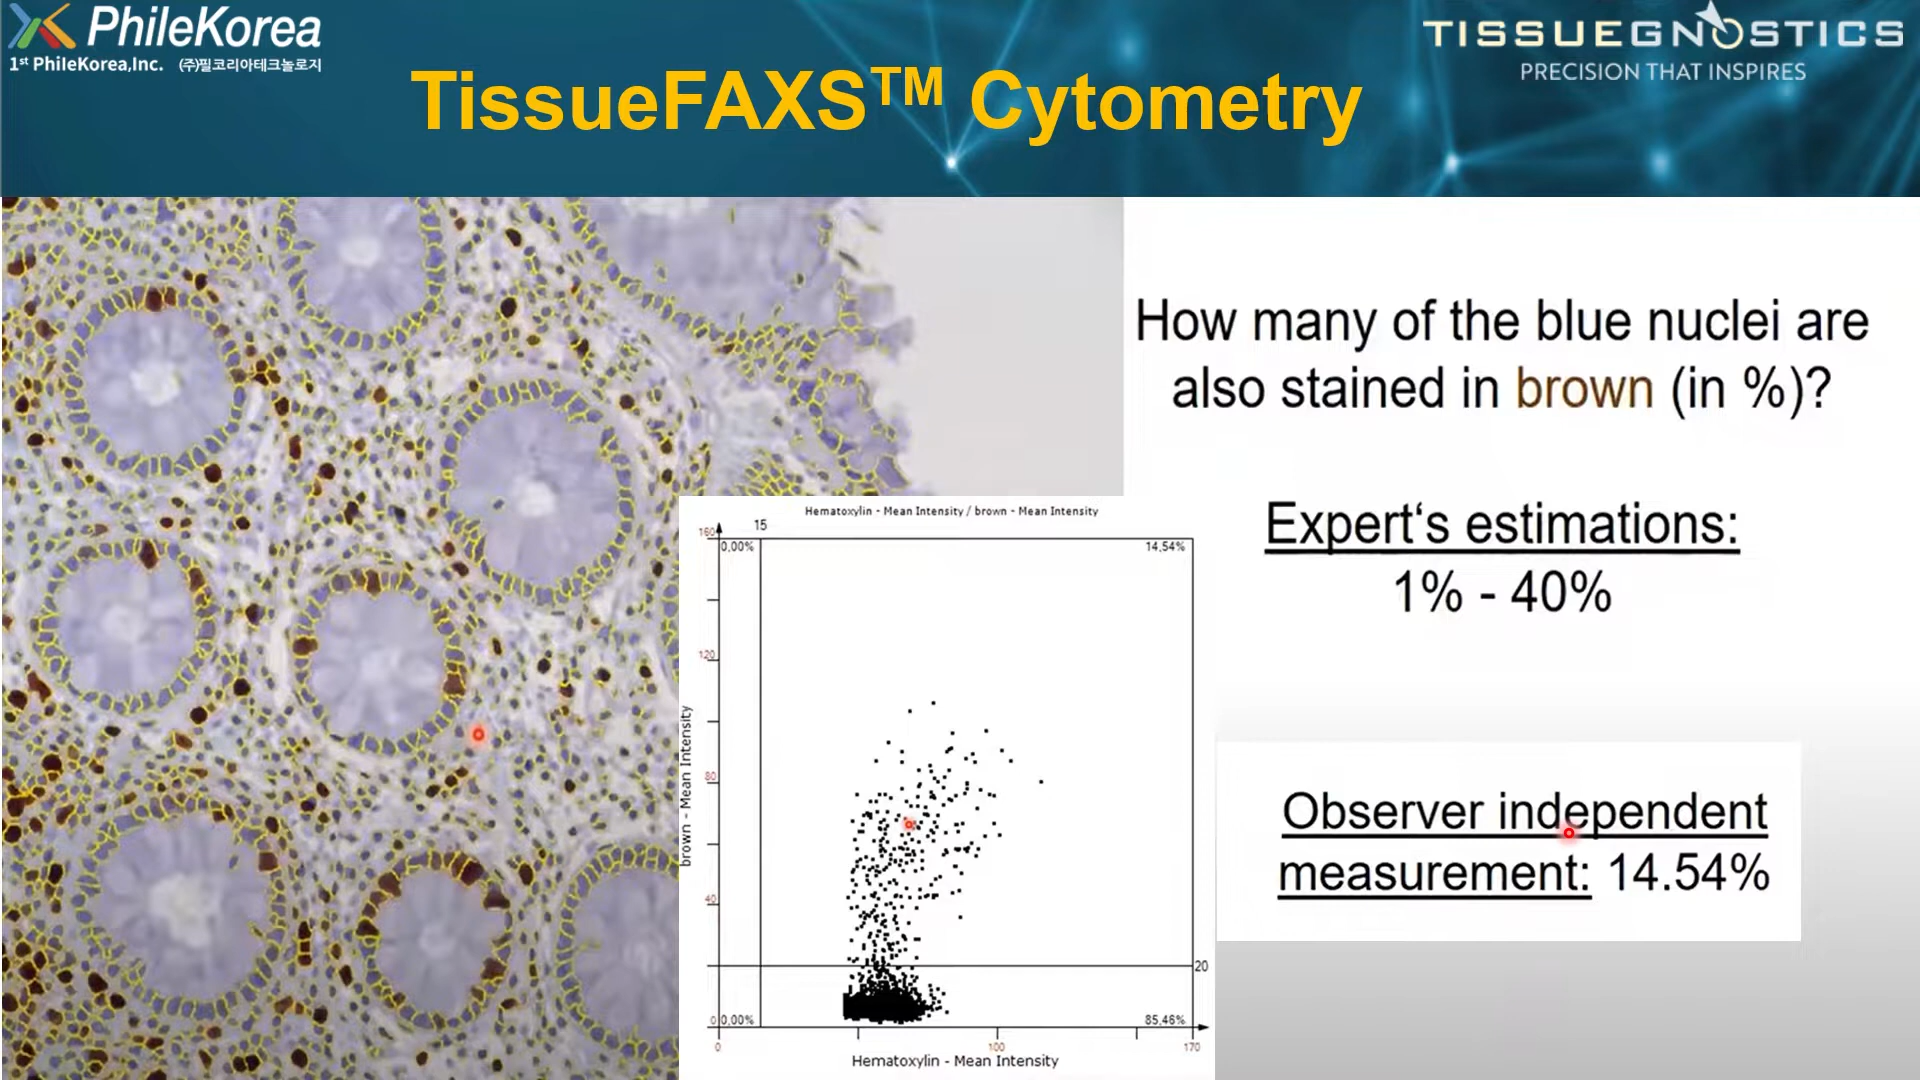 PhileKorea
1st PhileKorea,Inc. (주)필코리아테크놀로지
TISSUEGNOSTICS
PRECISION THAT INSPIRES
TissueFAXS™ Cytometry
How many of the blue nuclei are
also stained in brown (in %)?
Expert‘s estimations:
1% - 40%
Observer independent
measurement: 14.54%
Hematoxylin - Mean Intensity / brown - Mean Intensity
15
160
0,00%
14,54%
120
80
40
20
0
0,00%
85,46%
0
100
170
brown - Mean Intensity
Hematoxylin - Mean Intensity